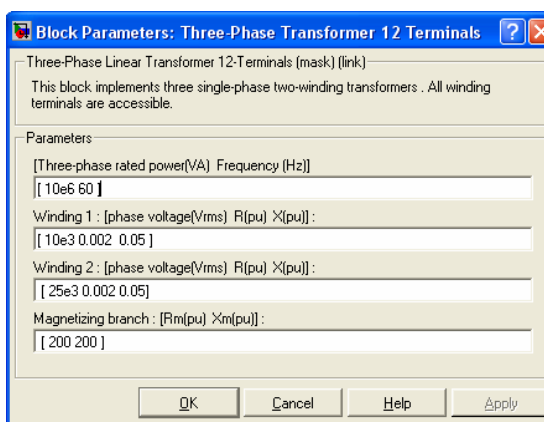 Block Parameters: Three-Phase Transformer 12 Terminals
Three-Phase Linear Transformer 12-Terminals (mask) (link)
This block implements three single-phase two-winding transformers . All winding
terminals are accessible.
Parameters
[Three-phase rated power(VA) Frequency (Hz)]
[ 10e6 60 ]
Winding 1 : [phase voltage(Vrms) R(pu) X(pu)] :
[ 10e3 0.002 0.05 ]
Winding 2 : [phase voltage(Vrms) R(pu) X(pu)] :
[ 25e3 0.002 0.05]
Magnetizing branch : [Rm(pu) Xm(pu)] :
[ 200 200 ]
OK Cancel Help Apply